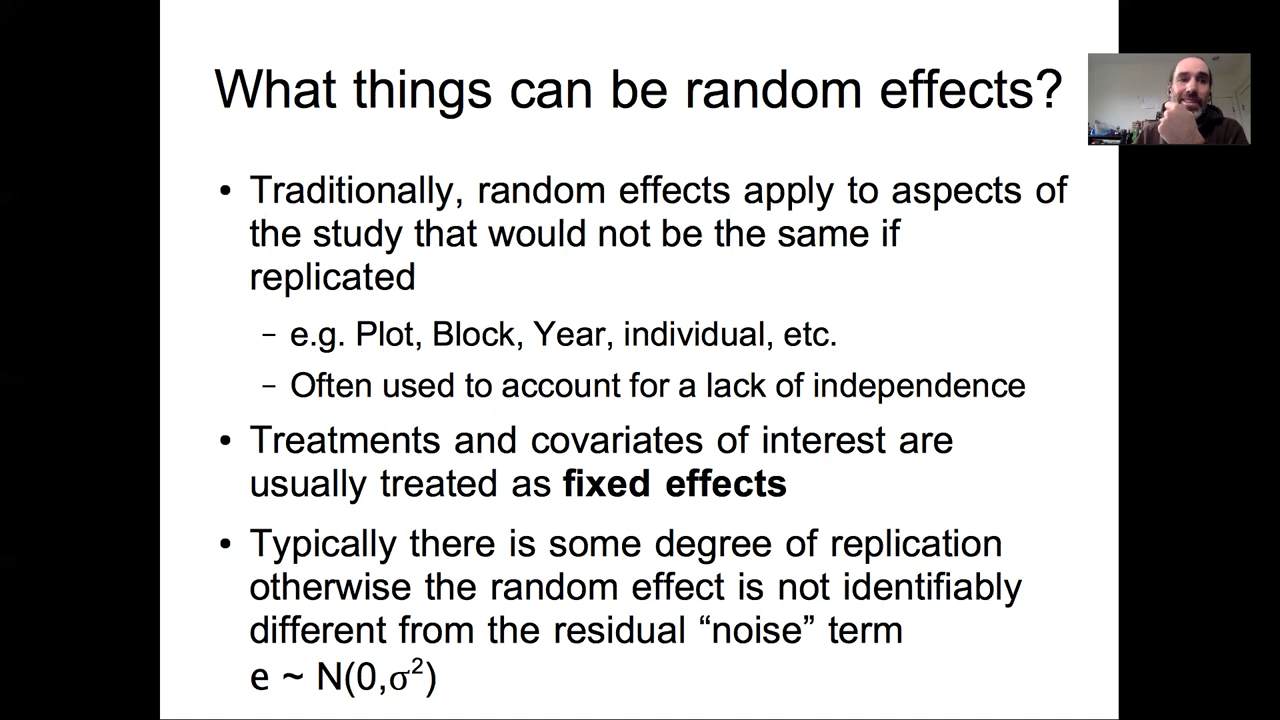 What things can be random effects?
• Traditionally, random effects apply to aspects of
the study that would not be the same if
replicated
– e.g. Plot, Block, Year, individual, etc.
– Often used to account for a lack of independence
• Treatments and covariates of interest are
usually treated as fixed effects
• Typically there is some degree of replication
otherwise the random effect is not identifiably
different from the residual “noise” term
e ~ N(0,σ²)